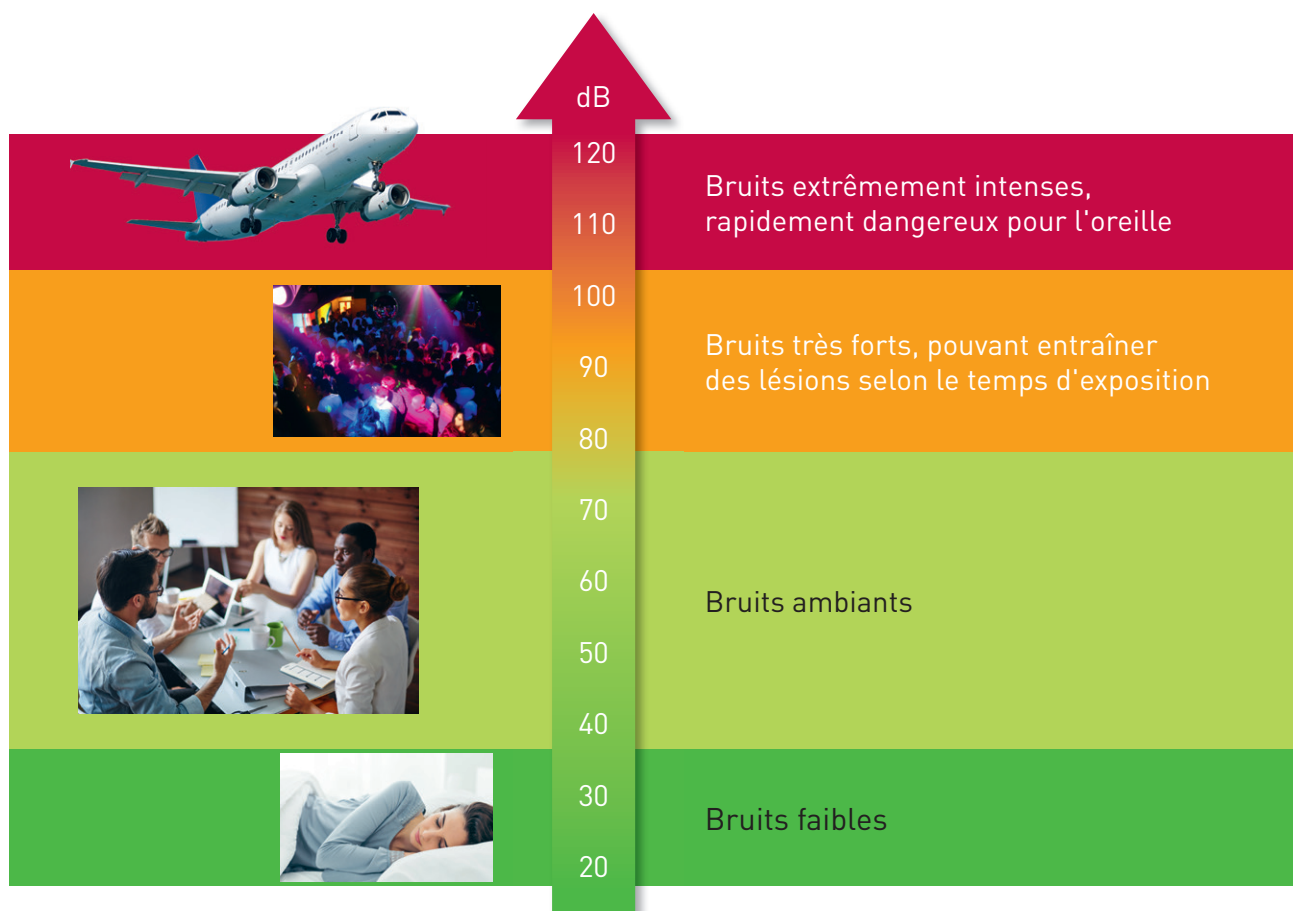 dB
120
110
100
90
80
70
60
50
40
30
20
Bruits extrêmement intenses,
rapidement dangereux pour l'oreille
Bruits très forts, pouvant entraîner
des lésions selon le temps d'exposition
Bruits ambiants
Bruits faibles